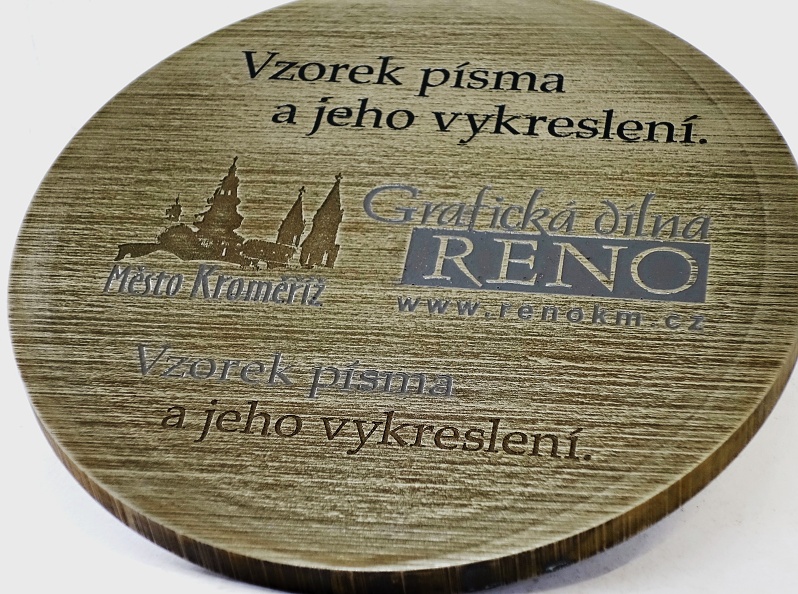 Vzorek písma
a jeho vykreslení.
Město Kroměříž
Grafická dílna
RENO
www.renokm.cz
Vzorek písma
a jeho vykreslení.